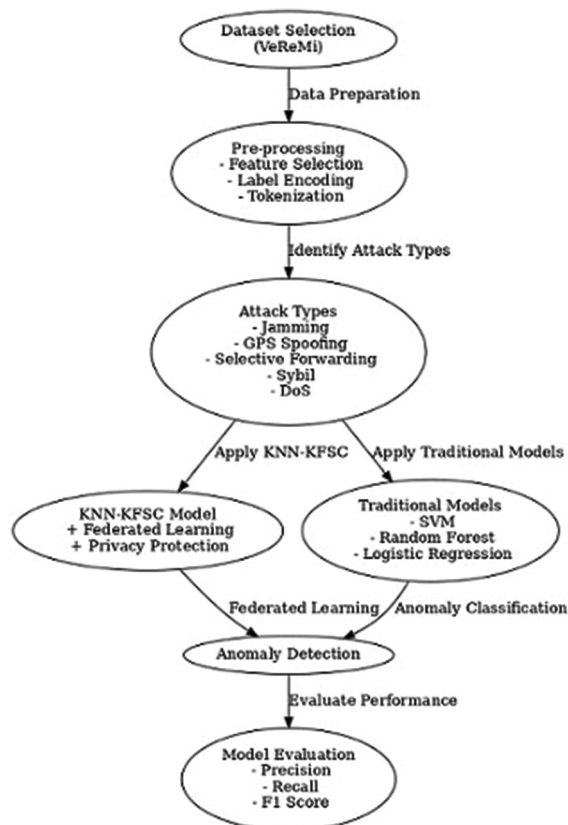 Dataset Selection
(VeReMi)
Data Preparation
Pre-processing
- Feature Selection
- Label Encoding
- Tokenization
Identify Attack Types
Attack Types
- Jamming
- GPS Spoofing
- Selective Forwarding
- Sybil
- DoS
Apply KNN-KFSC
Apply Traditional Models
KNN-KFSC Model
+ Federated Learning
+ Privacy Protection
Traditional Models
- SVM
- Random Forest
- Logistic Regression
Federated Learning
Anomaly Classification
Anomaly Detection
Evaluate Performance
Model Evaluation
- Precision
- Recall
- F1 Score